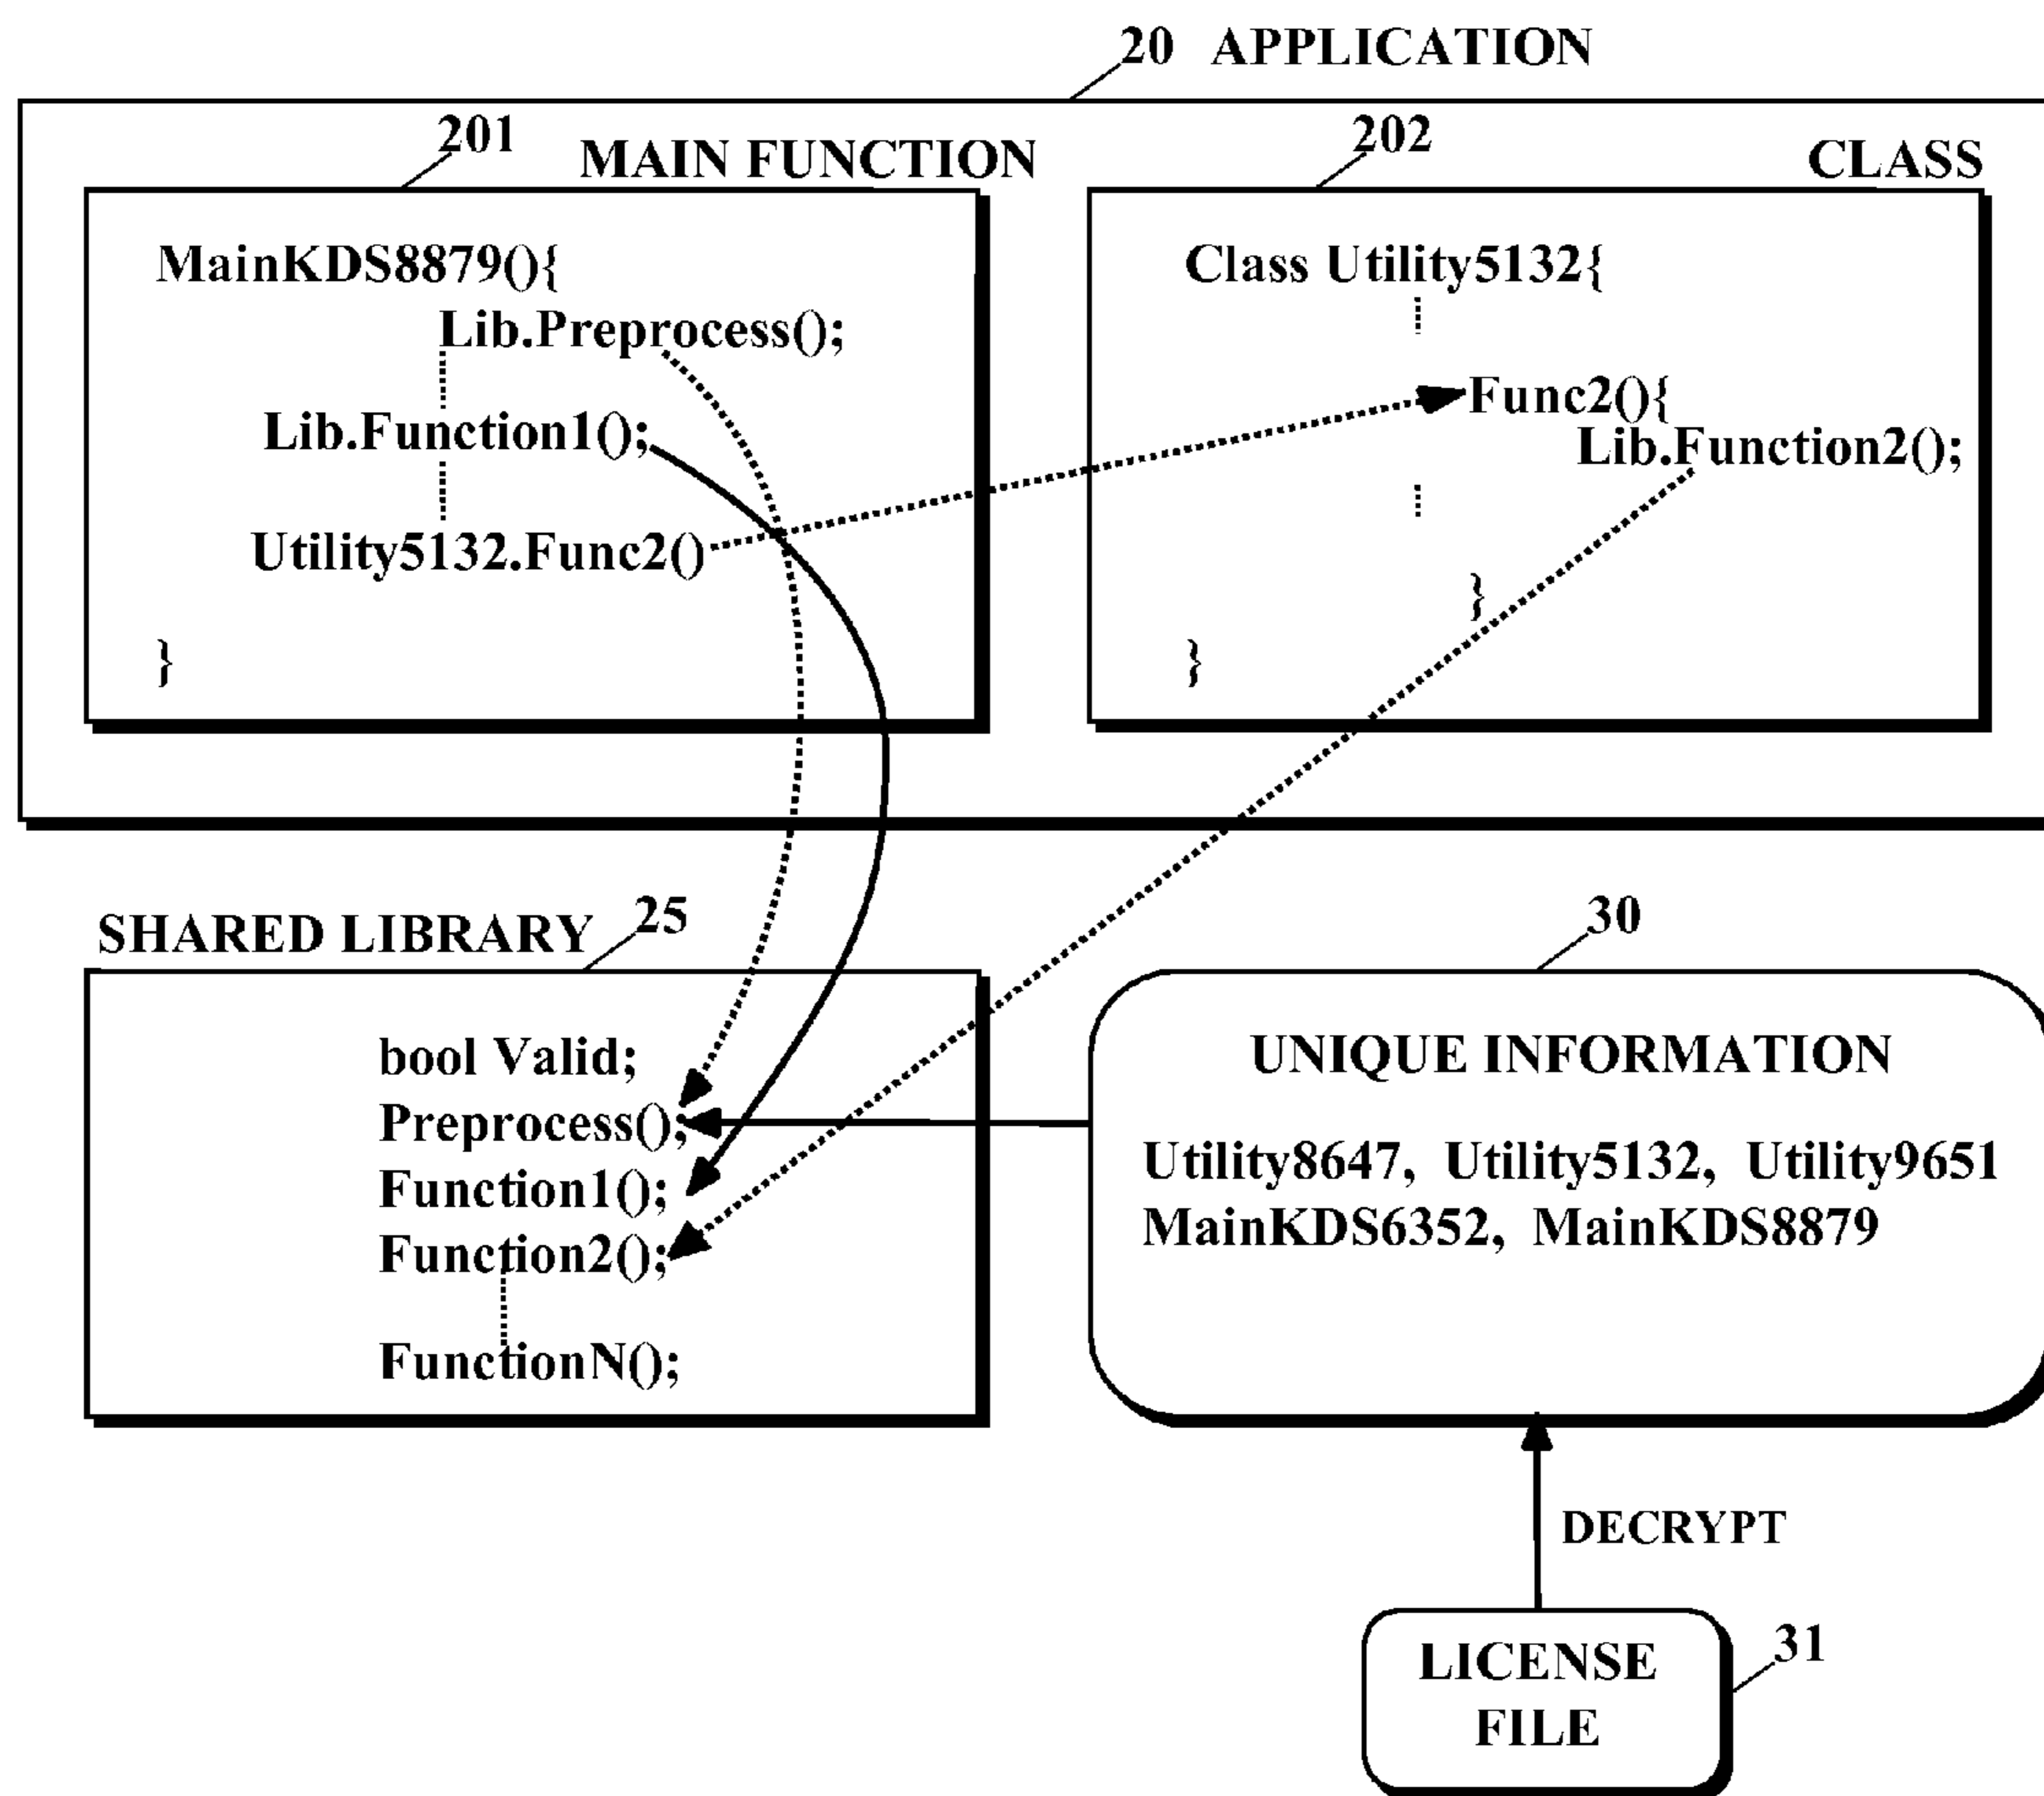 20 APPLICATION
201
MAIN FUNCTION
MainKDS8879(){
Lib.Preprocess();
Lib.Function1();
Utility5132.Func2()
}
202
CLASS
Class Utility5132{
Func2(){
Lib.Function2();
}
}
SHARED LIBRARY
25
bool Valid;
Preprocess();
Function1();
Function2();
FunctionN();
30
UNIQUE INFORMATION
Utility8647, Utility5132, Utility9651
MainKDS6352, MainKDS8879
DECRYPT
LICENSE
FILE
31